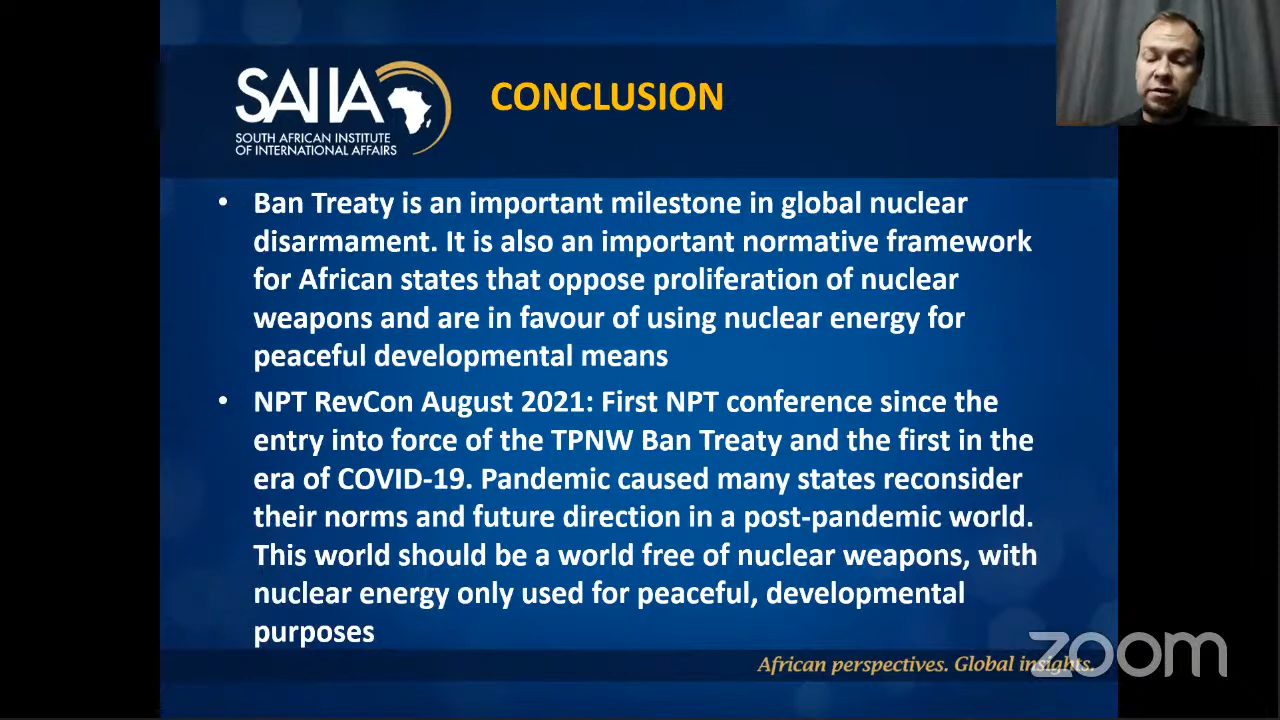 SAIIA
SOUTH AFRICAN INSTITUTE
OF INTERNATIONAL AFFAIRS
CONCLUSION
• Ban Treaty is an important milestone in global nuclear
disarmament. It is also an important normative framework
for African states that oppose proliferation of nuclear
weapons and are in favour of using nuclear energy for
peaceful developmental means
• NPT RevCon August 2021: First NPT conference since the
entry into force of the TPNW Ban Treaty and the first in the
era of COVID-19. Pandemic caused many states reconsider
their norms and future direction in a post-pandemic world.
This world should be a world free of nuclear weapons, with
nuclear energy only used for peaceful, developmental
purposes
African perspectives. Global insights.
zoom